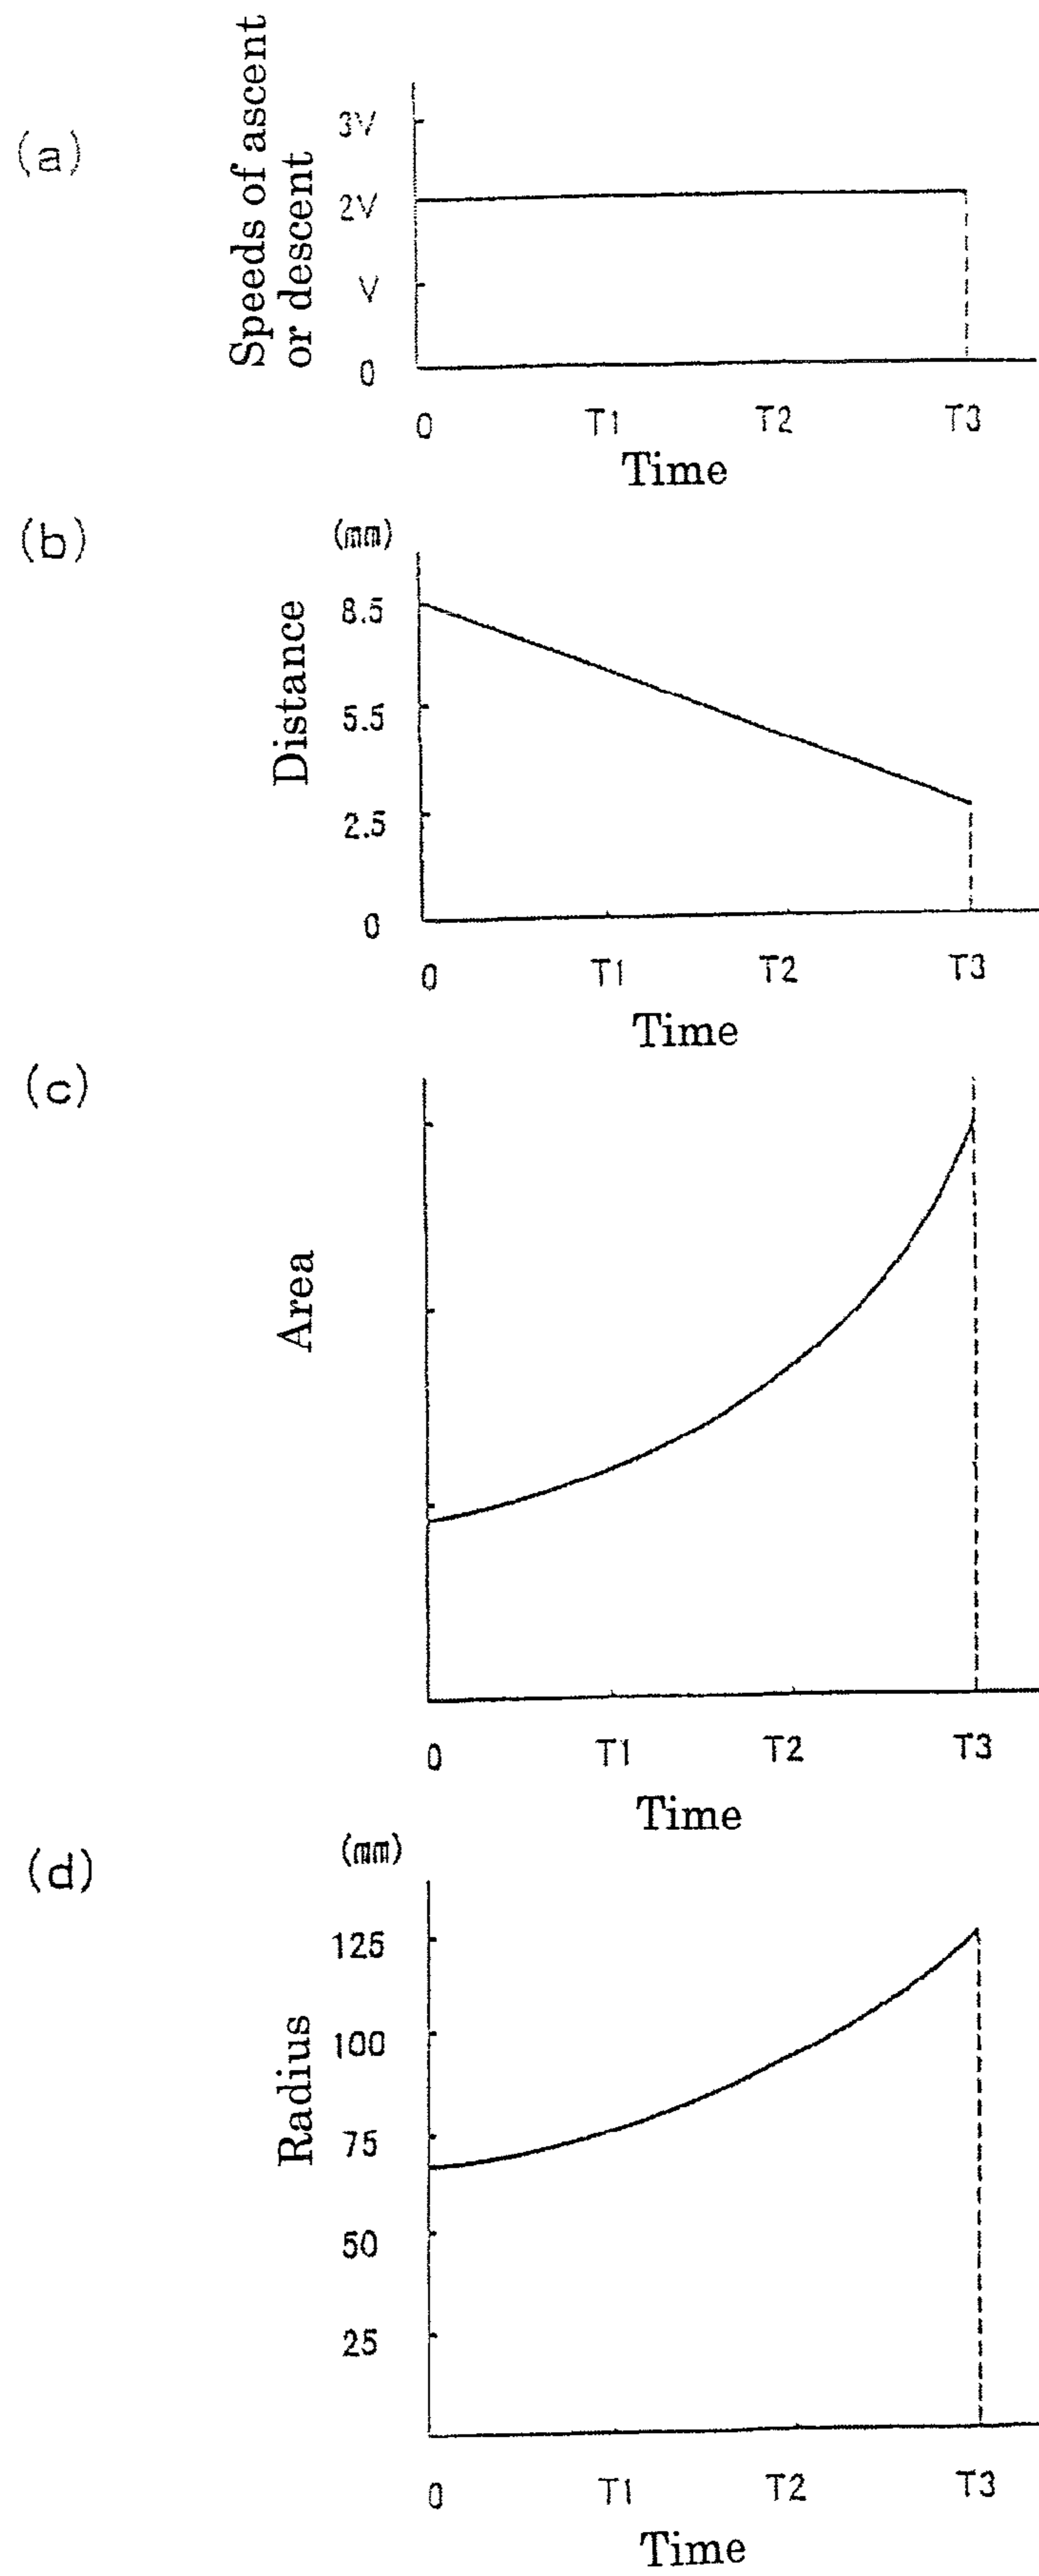 (a)
Speeds of ascent
or descent
3V
2V
V
0
0 T1 T2 T3
Time
(b)
(mm)
Distance
8.5
5.5
2.5
0
0 T1 T2 T3
Time
(c)
Area
0 T1 T2 T3
Time
(d)
(mm)
Radius
125
100
75
50
25
0 T1 T2 T3
Time